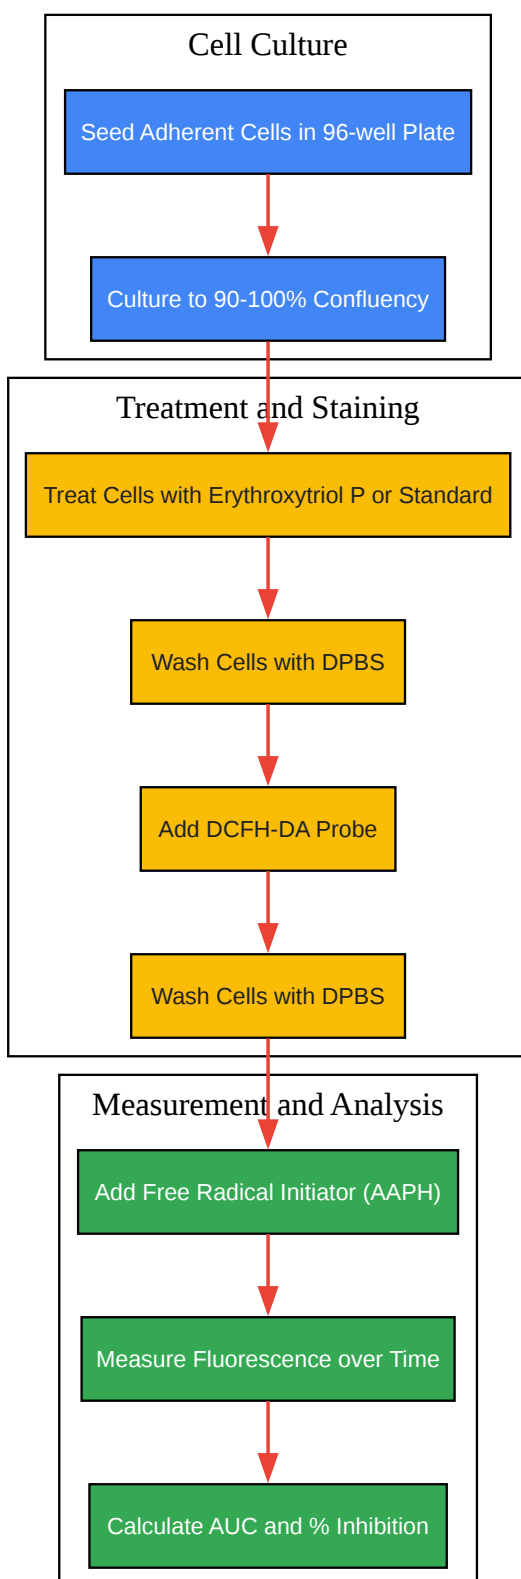 Cell Culture
Seed Adherent Cells in 96-well Plate
Culture to 90-100% Confluency
Treatment and Staining
Treat Cells with Erythroxytriol P or Standard
Wash Cells with DPBS
Add DCFH-DA Probe
Wash Cells with DPBS
Measurement and Analysis
Add Free Radical Initiator (AAPH)
Measure Fluorescence over Time
Calculate AUC and % Inhibition